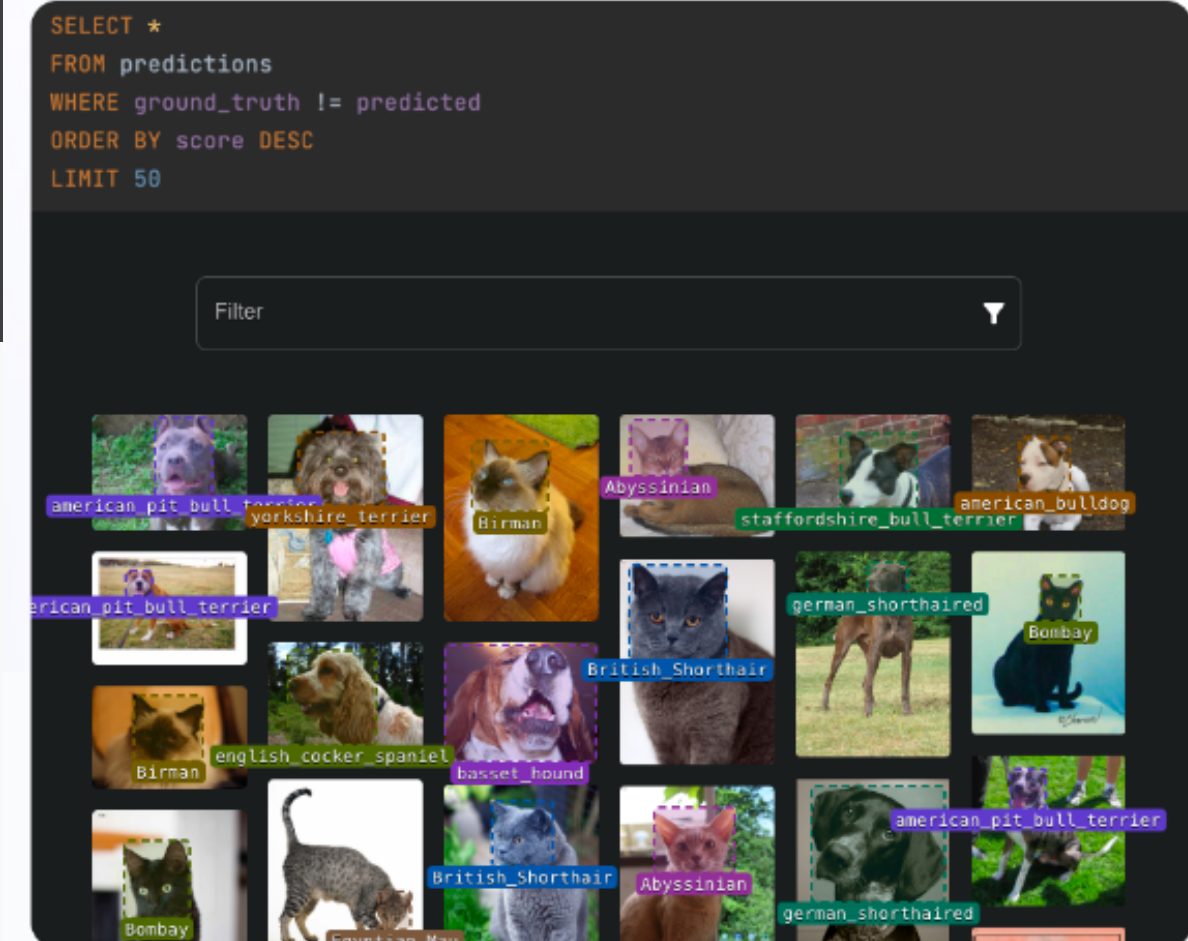 SELECT *
FROM predictions
WHERE ground_truth != predicted
ORDER BY score DESC
LIMIT 50
Filter
american_pit_bull_terrier
yorkshire_terrier
Birman
Abyssinian
staffordshire_bull_terrier
american_bulldog
erican_pit_bull_terrier
german_shorthaired
Bombay
British_Shorthair
Birman
english_cocker_spaniel
basset_hound
american_pit_bull_terrier
British_Shorthair
Abyssinian
german_shorthaired
Bombay